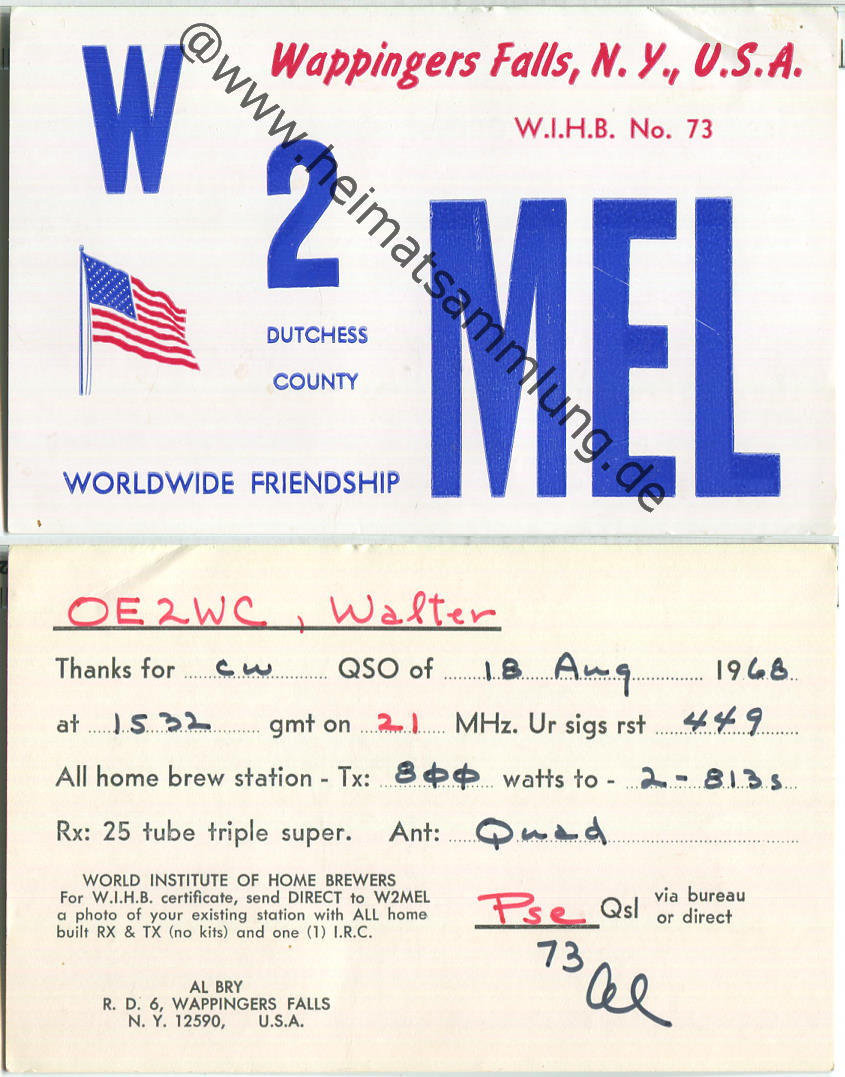 Wappingers Falls, N. Y., U.S.A.
W.I.H.B. No. 73
W
2
MEL
DUTCHESS
COUNTY
WORLDWIDE FRIENDSHIP
@www.heimatsammlung.de
OE2WC, Walter
Thanks for cw QSO of 18 Aug 1968
at 1532 gmt on 21 MHz. Ur sigs rst 449
All home brew station - Tx: 800 watts to - 2-813s
Rx: 25 tube triple super. Ant: Quad
WORLD INSTITUTE OF HOME BREWERS
For W.I.H.B. certificate, send DIRECT to W2MEL
a photo of your existing station with ALL home
built RX & TX (no kits) and one (1) I.R.C.
Pse Qsl via bureau
or direct
73
Al
AL BRY
R. D. 6, WAPPINGERS FALLS
N. Y. 12590, U.S.A.